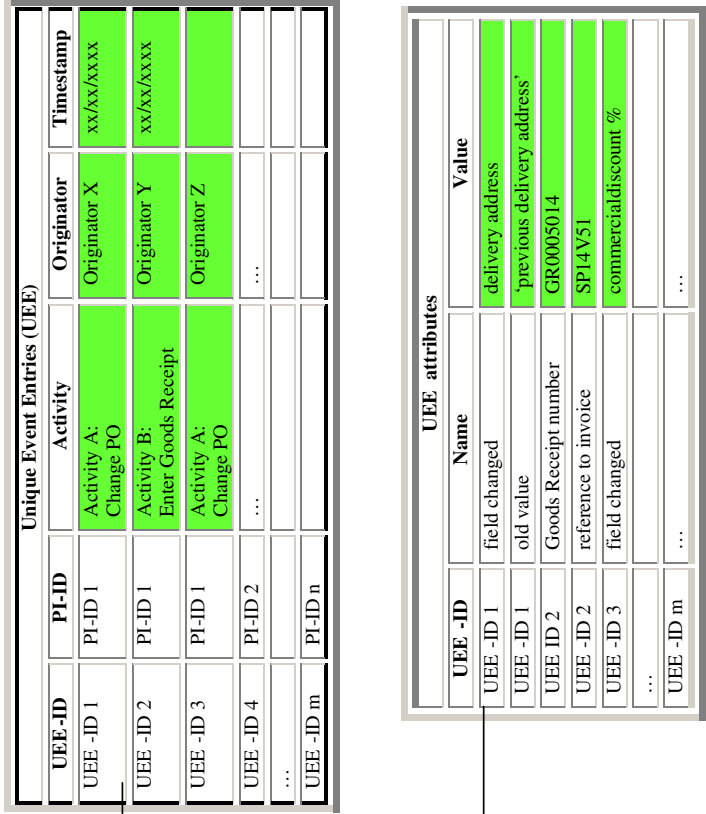 Unique Event Entries (UEE)
UEE-ID PI-ID Activity Originator Timestamp
UEE -ID 1 PI-ID 1 Activity A: Originator X xx/xx/xxxx
Change PO
UEE -ID 2 PI-ID 1 Activity B: Originator Y xx/xx/xxxx
Enter Goods Receipt
UEE -ID 3 PI-ID 1 Activity A: Originator Z
Change PO
UEE -ID 4 PI-ID 2 … …
…
UEE -ID m PI-ID n
UEE attributes
UEE -ID Name Value
UEE -ID 1 field changed delivery address
UEE -ID 1 old value ‘previous delivery address’
UEE ID 2 Goods Receipt number GR0005014
UEE -ID 2 reference to invoice SP14V51
UEE -ID 3 field changed commercialdiscount %
…
UEE -ID m … …